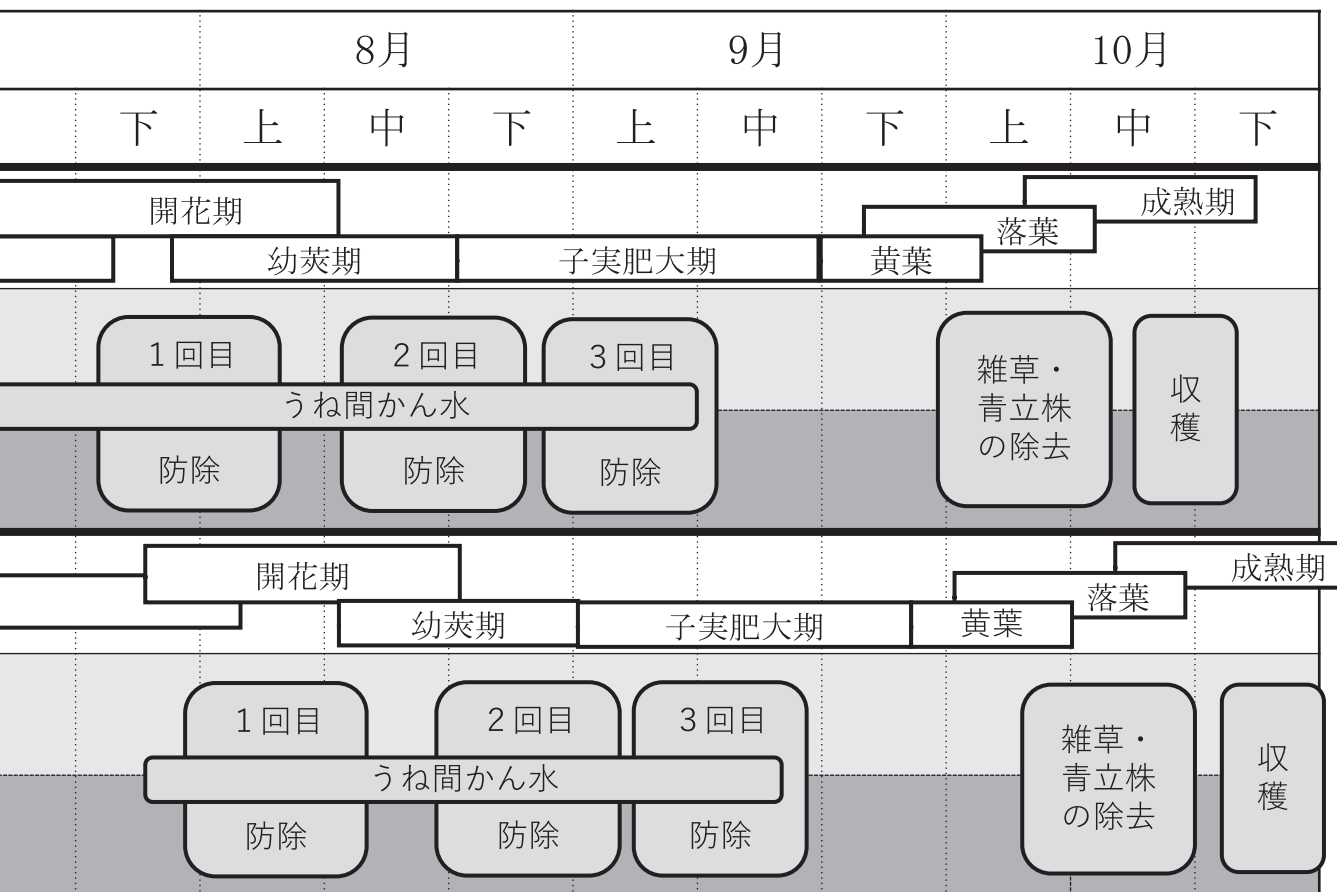 8月 9月 10月
下 上 中 下 上 中 下 上 中 下
開花期
成熟期
落葉
幼莢期 子実肥大期 黄葉
1回目 2回目 3回目
うね間かん水
防除 防除 防除
雑草・
青立株
の除去
収
穫
開花期
成熟期
落葉
幼莢期 子実肥大期 黄葉
1回目 2回目 3回目
うね間かん水
防除 防除 防除
雑草・
青立株
の除去
収
穫